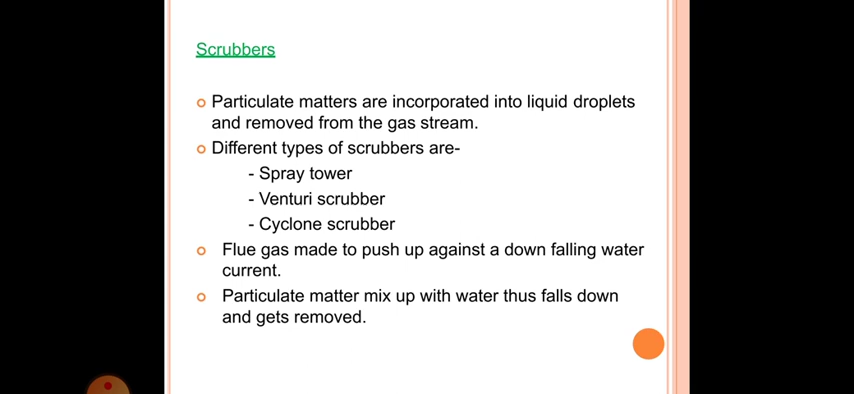 Scrubbers
Particulate matters are incorporated into liquid droplets
and removed from the gas stream.
Different types of scrubbers are-
- Spray tower
- Venturi scrubber
- Cyclone scrubber
Flue gas made to push up against a down falling water
current.
Particulate matter mix up with water thus falls down
and gets removed.